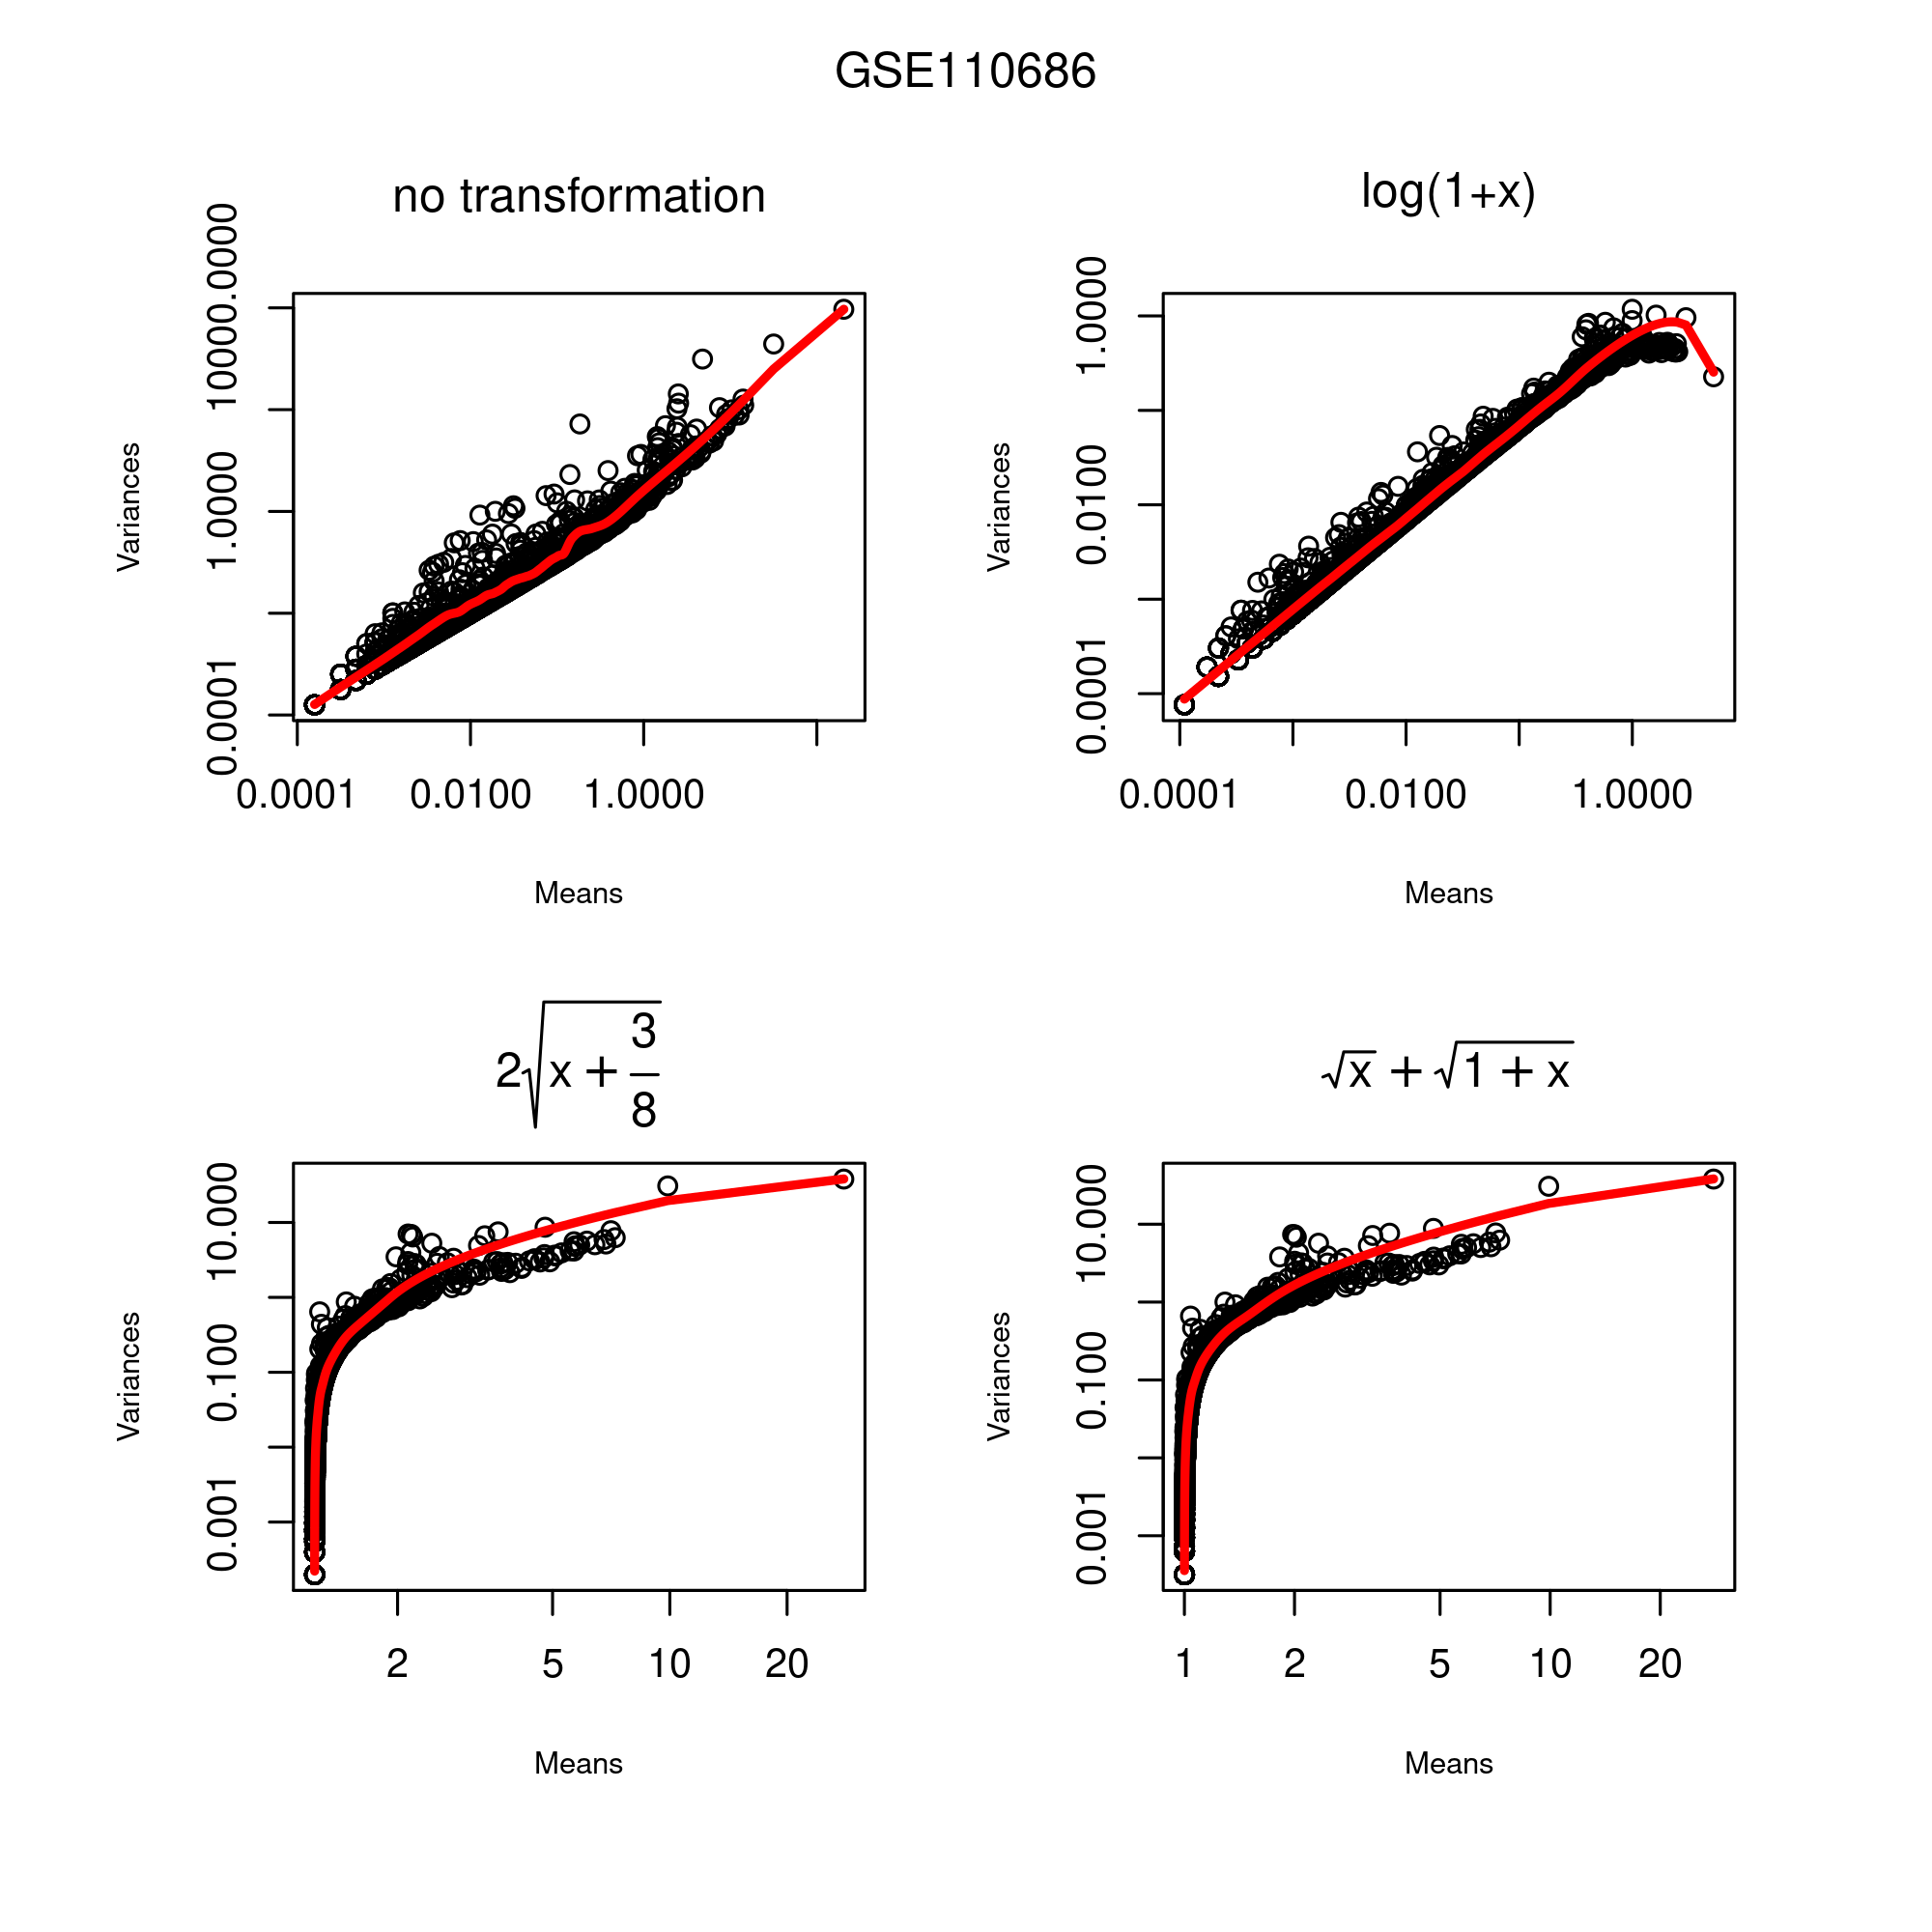 GSE110686
no transformation
10000.0000
1.0000
0.0001
Variances
0.0001 0.0100 1.0000
Means
log(1+x)
1.0000
0.0100
0.0001
Variances
0.0001 0.0100 1.0000
Means
2√(x + 3/8)
10.000
0.100
0.001
Variances
2 5 10 20
Means
√x + √(1 + x)
10.000
0.100
0.001
Variances
1 2 5 10 20
Means